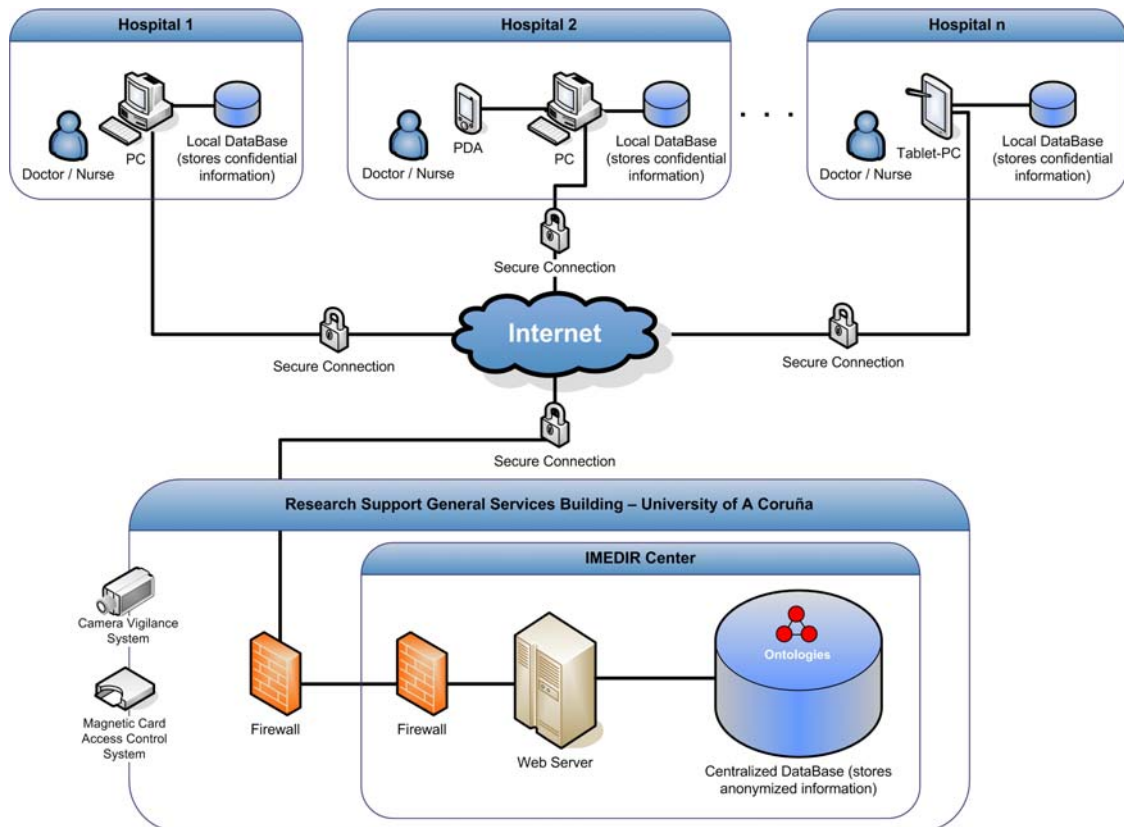 Hospital 1
Hospital 2
Hospital n
PC
Local DataBase
(stores confidential
information)
Doctor / Nurse
PDA
PC
Local DataBase
(stores confidential
information)
Doctor / Nurse
. . .
Tablet-PC
Local DataBase
(stores confidential
information)
Doctor / Nurse
Secure Connection
Internet
Secure Connection
Secure Connection
Secure Connection
Research Support General Services Building – University of A Coruña
IMEDIR Center
Camera Vigilance
System
Ontologies
Magnetic Card
Access Control
System
Firewall
Firewall
Web Server
Centralized DataBase (stores
anonymized information)